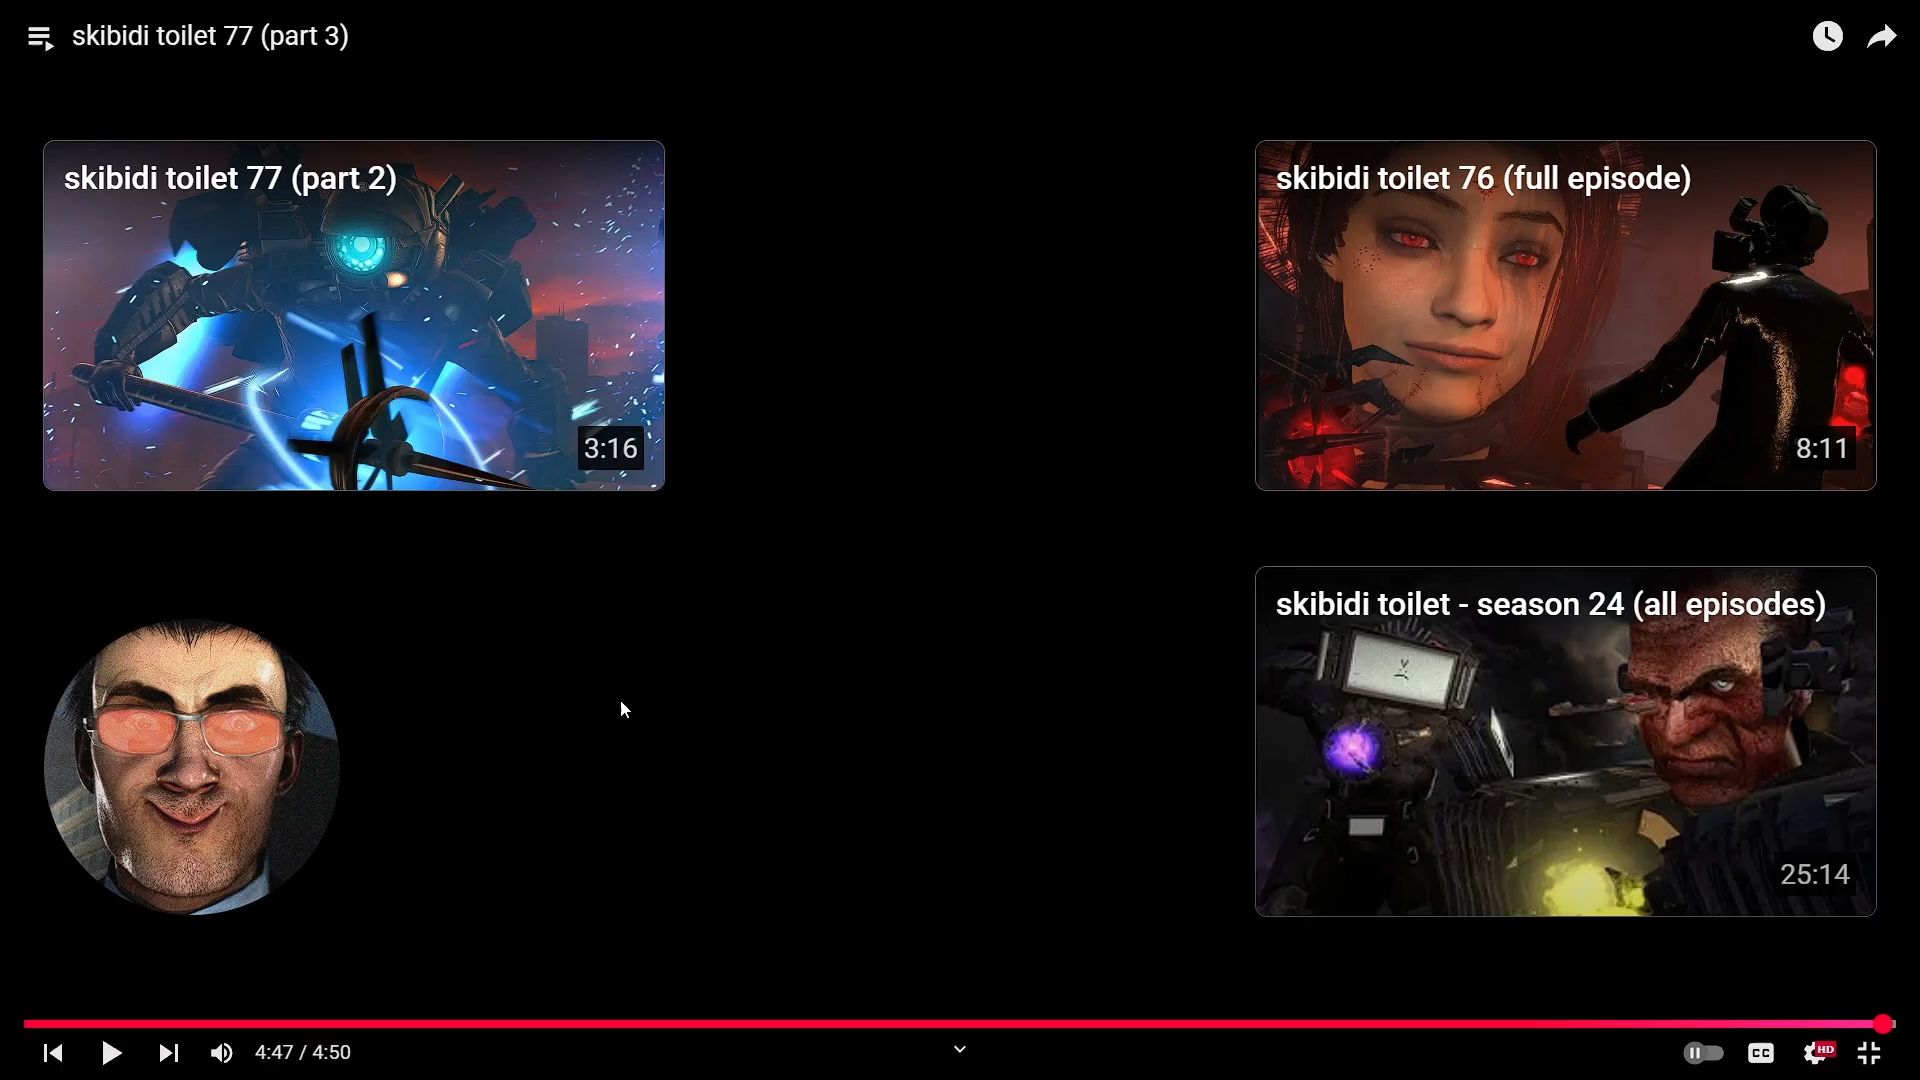 skibidi toilet 77 (part 3)
skibidi toilet 77 (part 2)
3:16
skibidi toilet 76 (full episode)
8:11
skibidi toilet - season 24 (all episodes)
25:14
4:47 / 4:50
CC
HD